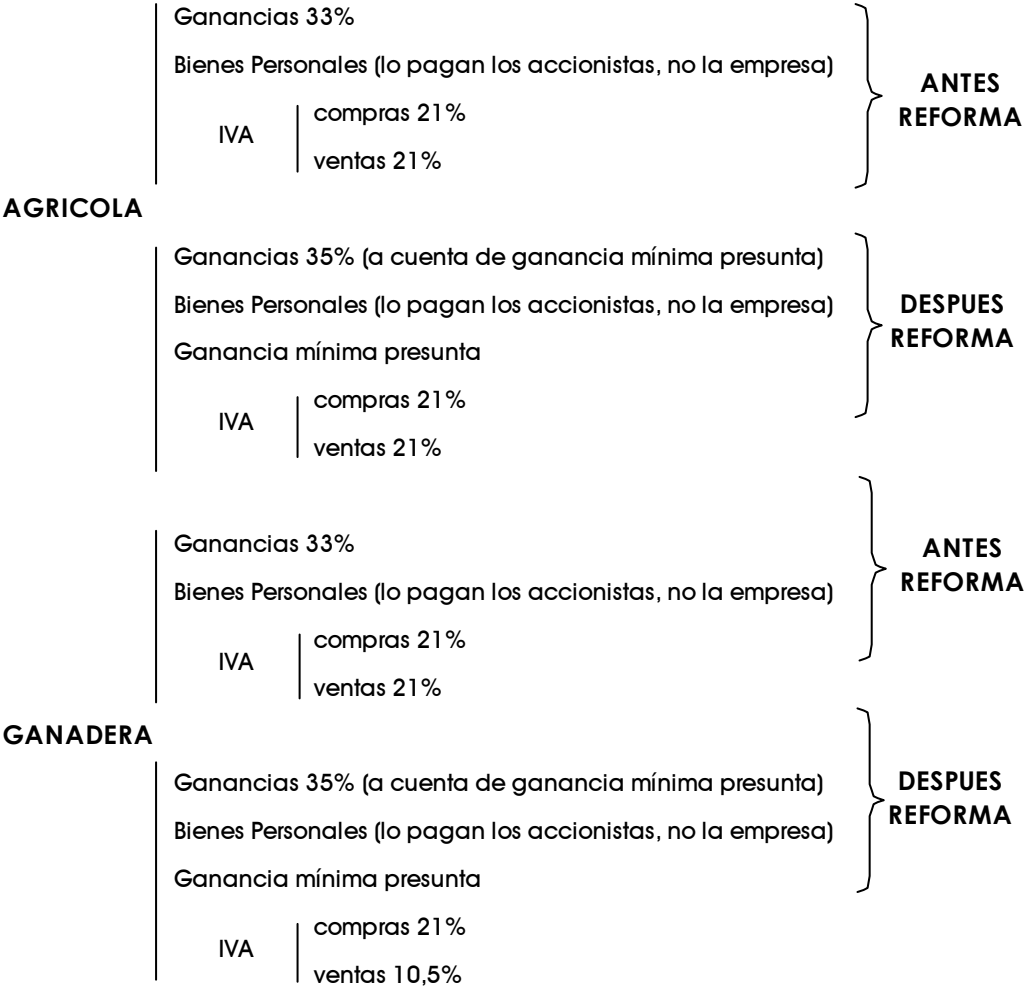 Ganancias 33%
Bienes Personales (lo pagan los accionistas, no la empresa)
ANTES
REFORMA
IVA
compras 21%
ventas 21%
AGRICOLA
Ganancias 35% (a cuenta de ganancia mínima presunta)
Bienes Personales (lo pagan los accionistas, no la empresa)
Ganancia mínima presunta
DESPUES
REFORMA
IVA
compras 21%
ventas 21%
Ganancias 33%
Bienes Personales (lo pagan los accionistas, no la empresa)
ANTES
REFORMA
IVA
compras 21%
ventas 21%
GANADERA
Ganancias 35% (a cuenta de ganancia mínima presunta)
Bienes Personales (lo pagan los accionistas, no la empresa)
Ganancia mínima presunta
DESPUES
REFORMA
IVA
compras 21%
ventas 10,5%